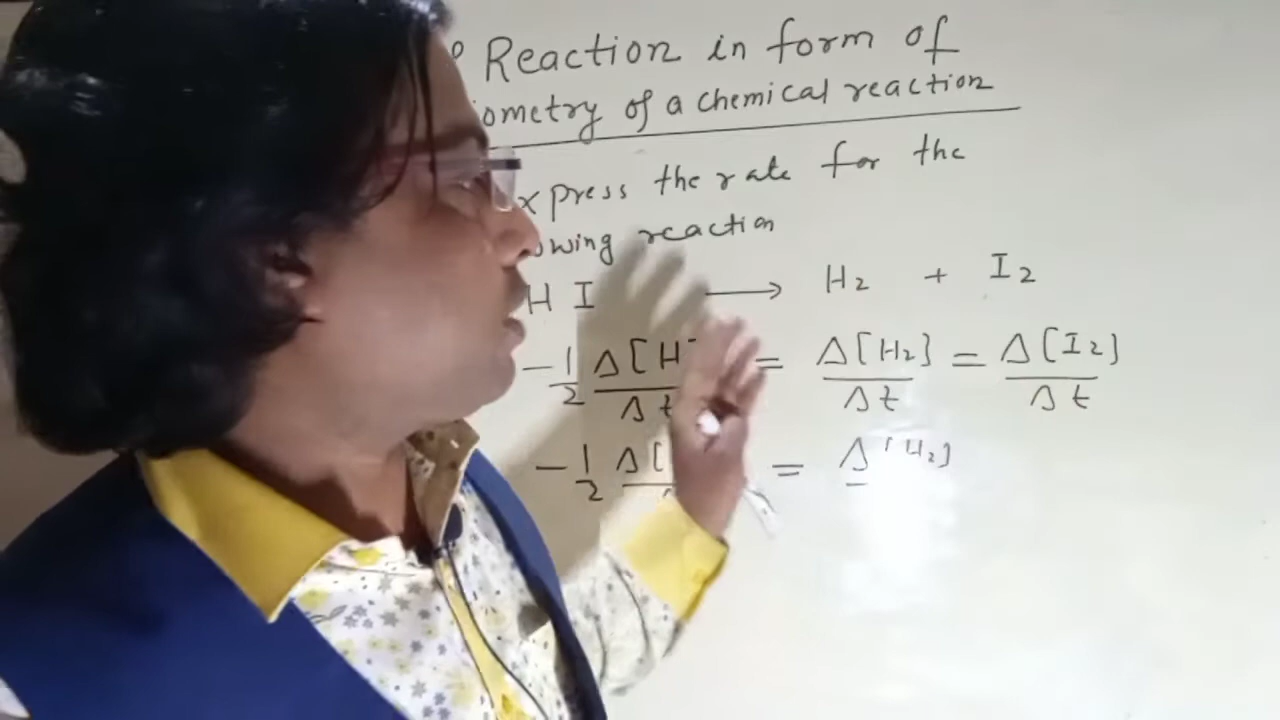 Reaction in form of
ometry of a chemical reaction
xpress the rate for the
owing reaction
H I ⟶ H2 + I2
-1/2 Δ[H = Δ[H2]/Δt = Δ[I2]/Δt
-1/2 Δ[ = Δ[H2]